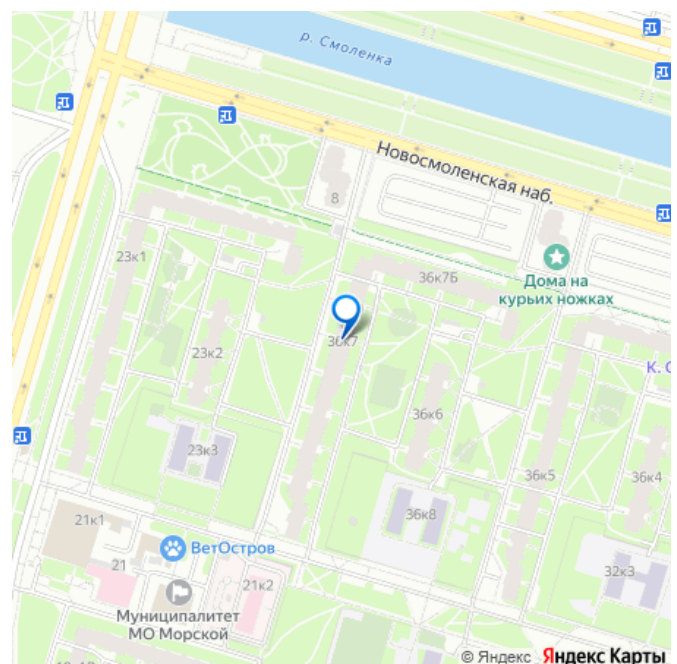 р. Смоленка
Новосмоленская наб.
8
23к1
36к7Б
Дома на
курьих ножках
36к7
23к2
К. С
36к6
23к3
36к5
36к4
36к8
21к1
ВетОстров
21
21к2
32к3
Муниципалитет
МО Морской
© Яндекс Яндекс Карты